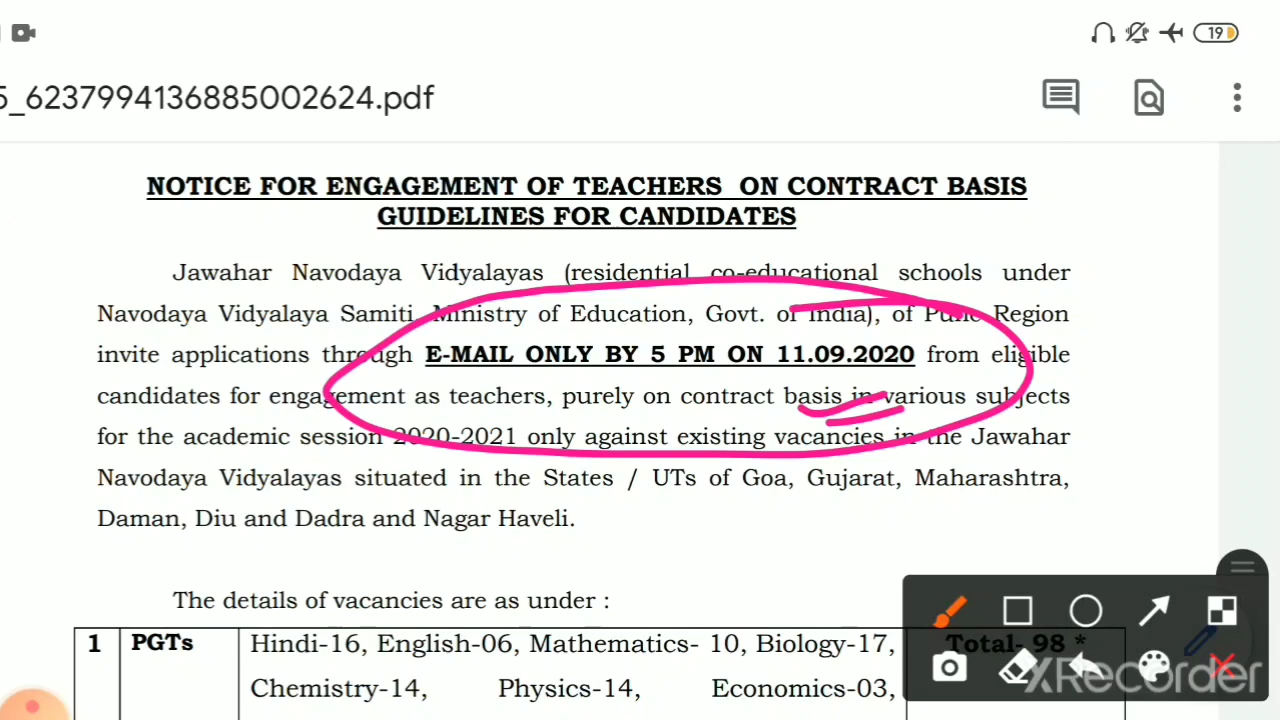 19
5_6237994136885002624.pdf
NOTICE FOR ENGAGEMENT OF TEACHERS ON CONTRACT BASIS
GUIDELINES FOR CANDIDATES
Jawahar Navodaya Vidyalayas (residential co-educational schools under
Navodaya Vidyalaya Samiti, Ministry of Education, Govt. of India), of Pune Region
invite applications through E-MAIL ONLY BY 5 PM ON 11.09.2020 from eligible
candidates for engagement as teachers, purely on contract basis in various subjects
for the academic session 2020-2021 only against existing vacancies in the Jawahar
Navodaya Vidyalayas situated in the States / UTs of Goa, Gujarat, Maharashtra,
Daman, Diu and Dadra and Nagar Haveli.
The details of vacancies are as under :
1 PGTs Hindi-16, English-06, Mathematics- 10, Biology-17, Total- 98 *
Chemistry-14, Physics-14, Economics-03,
XRecorder